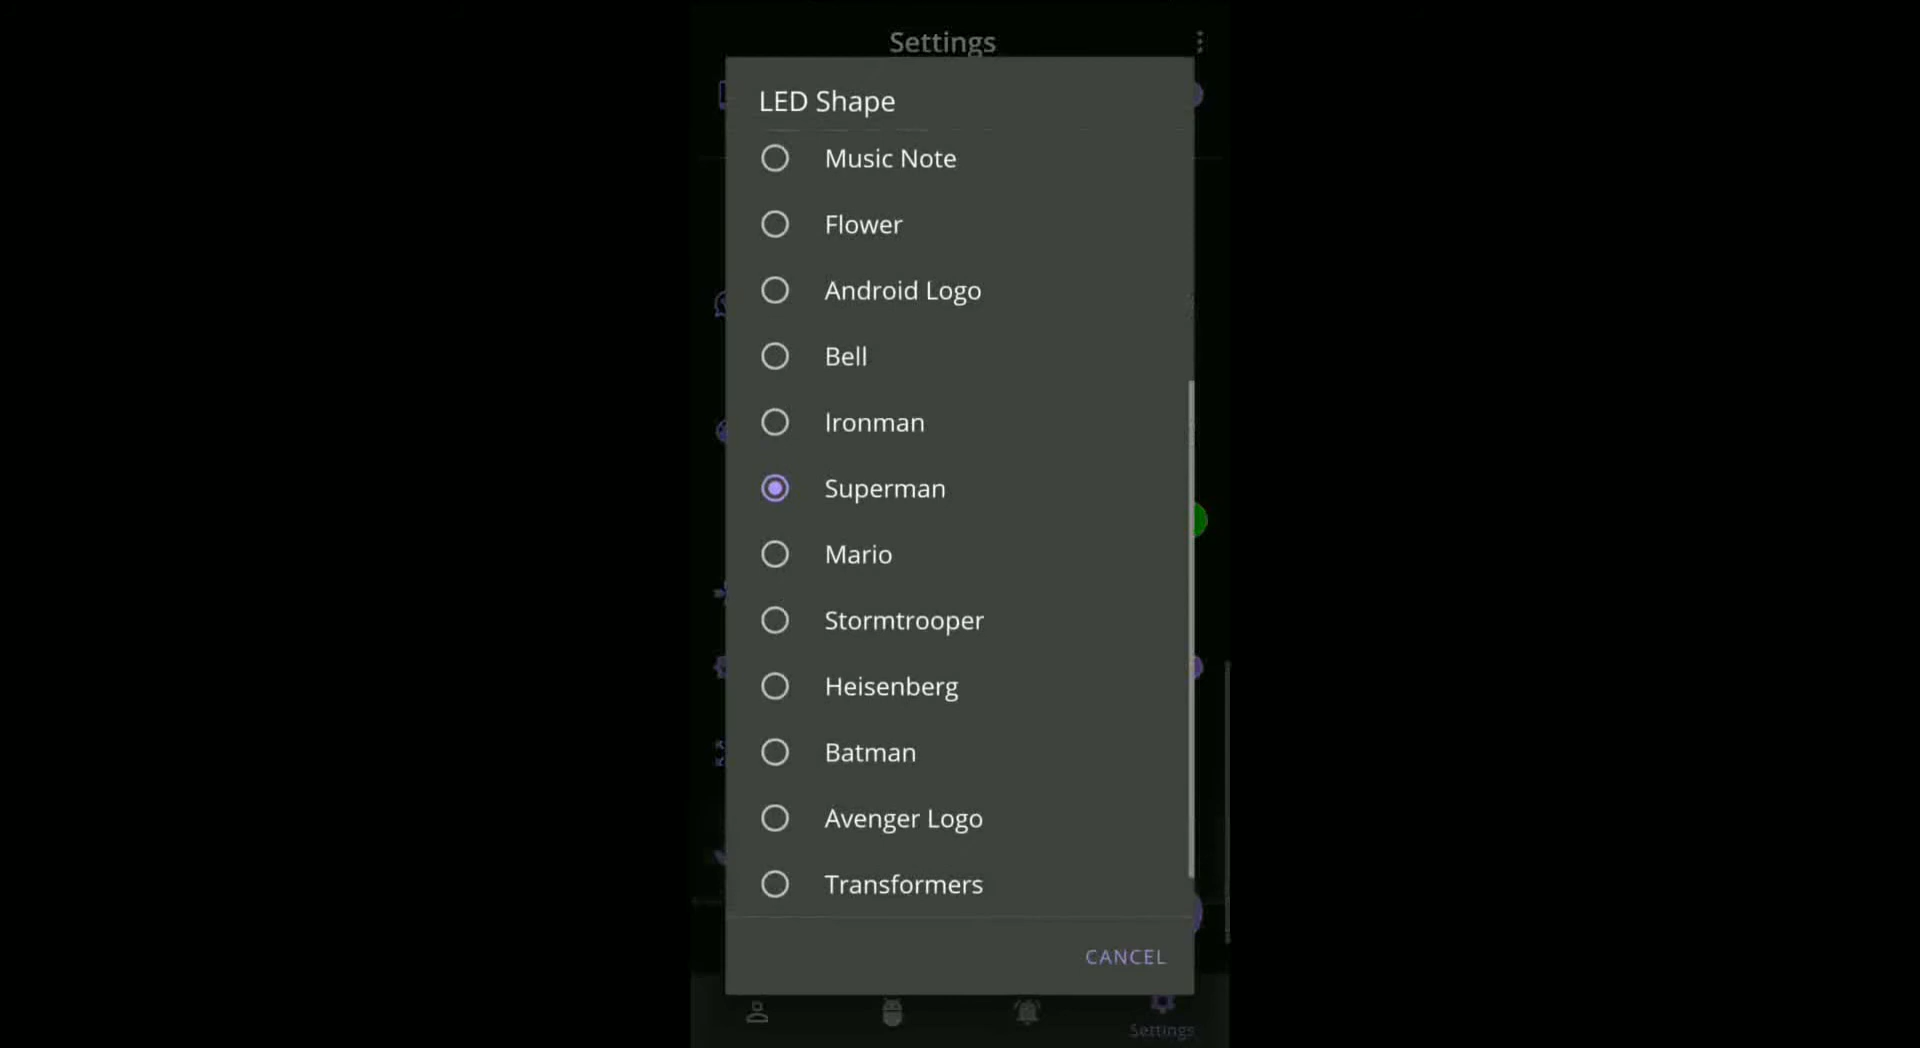 Settings
LED Shape
Music Note
Flower
Android Logo
Bell
Ironman
Superman
Mario
Stormtrooper
Heisenberg
Batman
Avenger Logo
Transformers
CANCEL
Settings